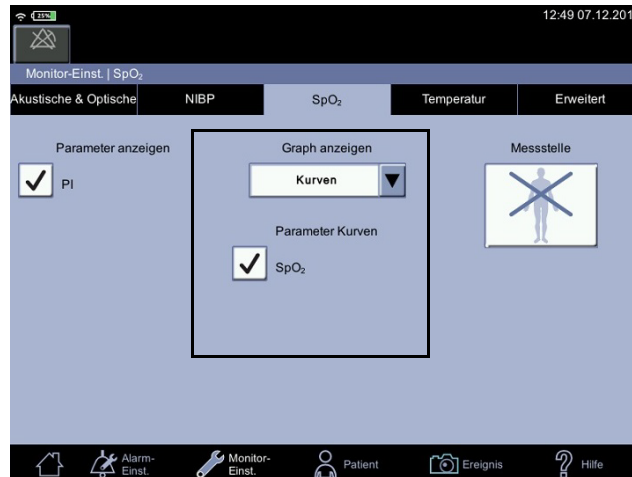 25% 12:49 07.12.201
Monitor-Einst. | SpO₂
Akustische & Optische NIBP SpO₂ Temperatur Erweitert
Parameter anzeigen Graph anzeigen Messstelle
PI Kurven
Parameter Kurven
SpO₂
Alarm-
Einst.
Monitor-
Einst.
Patient
Ereignis
Hilfe